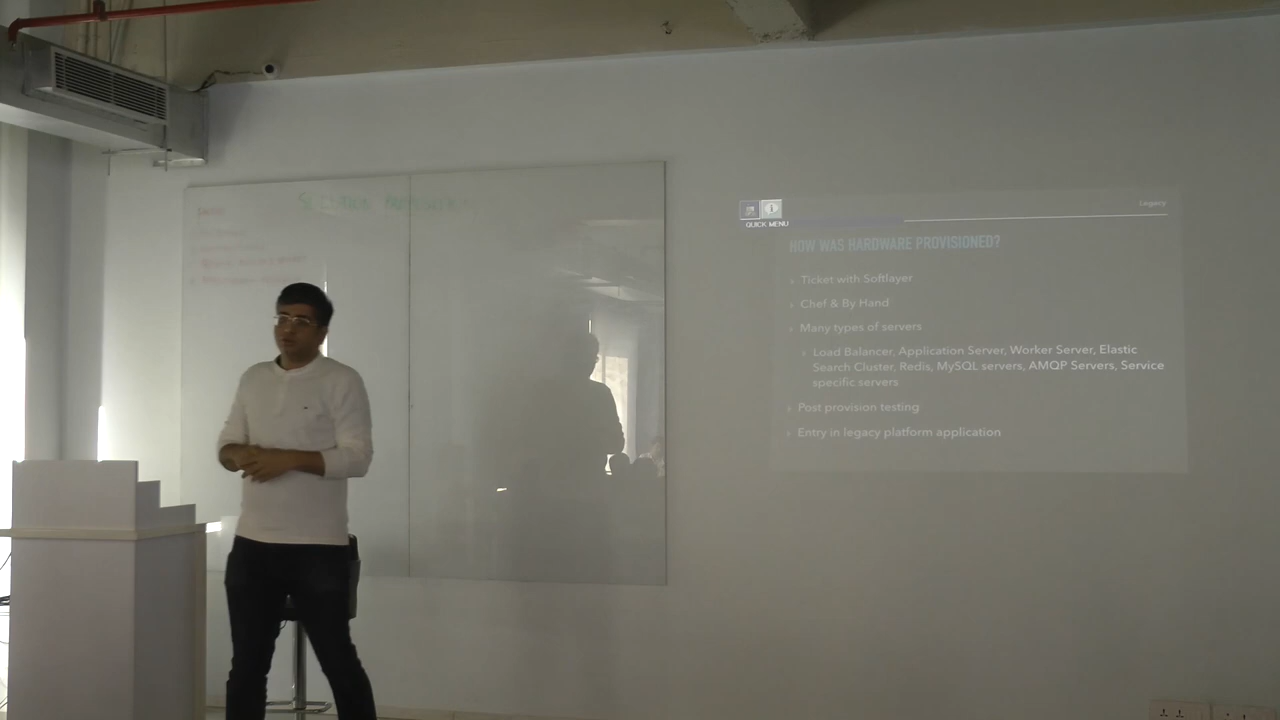 QUICK MENU
Legacy
HOW WAS HARDWARE PROVISIONED?
Ticket with Softlayer
Chef & By Hand
Many types of servers
Load Balancer, Application Server, Worker Server, Elastic
Search Cluster, Redis, MySQL servers, AMQP Servers, Service
specific servers
Post provision testing
Entry in legacy platform application